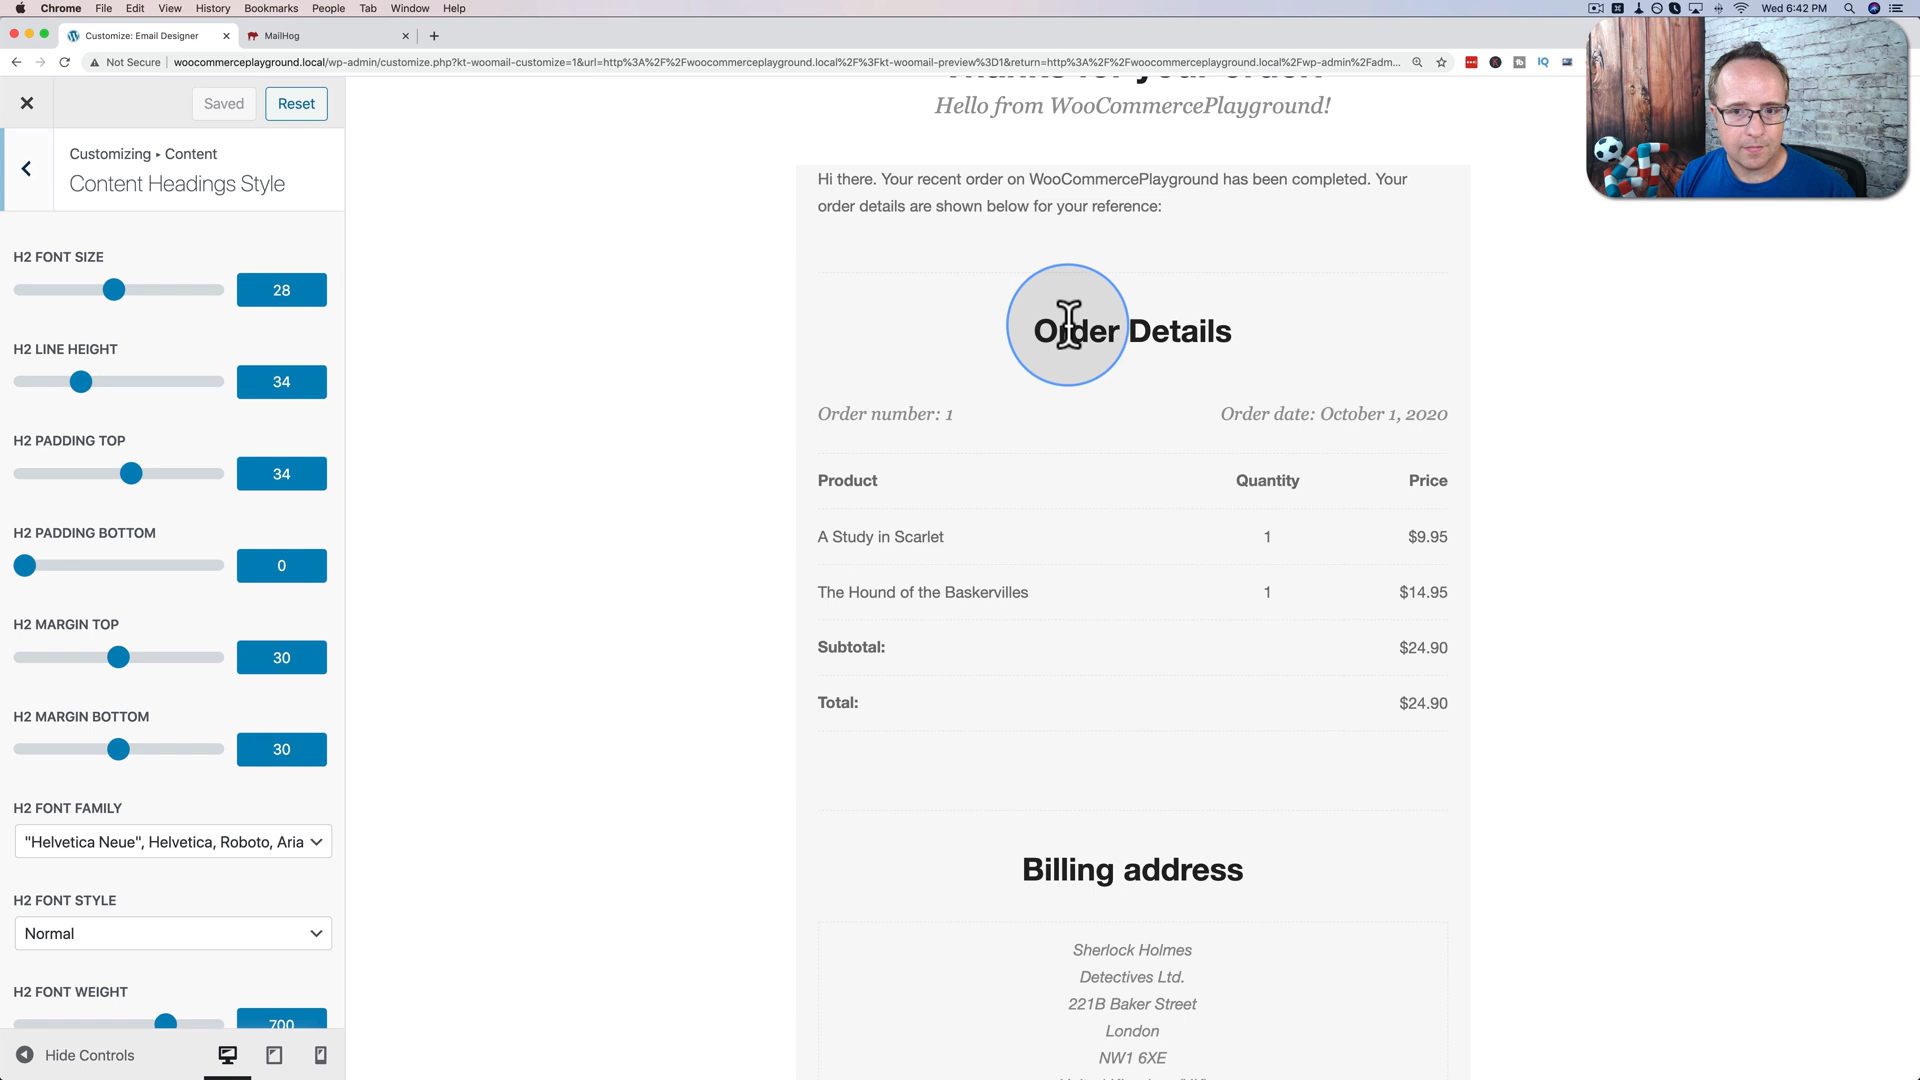 Chrome File Edit View History Bookmarks People Tab Window Help Wed 6:42 PM
Customize: Email Designer MailHog
Not Secure woocommerceplayground.local/wp-admin/customize.php?kt-woomail-customize=1&url=http%3A%2F%2Fwoocommerceplayground.local%2F%3Fkt-woomail-preview%3D1&return=http%3A%2F%2Fwoocommerceplayground.local%2Fwp-admin%2Fadm...
Saved Reset
Customizing ▸ Content
Content Headings Style
H2 FONT SIZE
28
H2 LINE HEIGHT
34
H2 PADDING TOP
34
H2 PADDING BOTTOM
0
H2 MARGIN TOP
30
H2 MARGIN BOTTOM
30
H2 FONT FAMILY
"Helvetica Neue", Helvetica, Roboto, Aria
H2 FONT STYLE
Normal
H2 FONT WEIGHT
700
Hide Controls
Thanks for your order!
Hello from WooCommercePlayground!
Hi there. Your recent order on WooCommercePlayground has been completed. Your
order details are shown below for your reference:
Order Details
Order number: 1 Order date: October 1, 2020
Product Quantity Price
A Study in Scarlet 1 $9.95
The Hound of the Baskervilles 1 $14.95
Subtotal: $24.90
Total: $24.90
Billing address
Sherlock Holmes
Detectives Ltd.
221B Baker Street
London
NW1 6XE